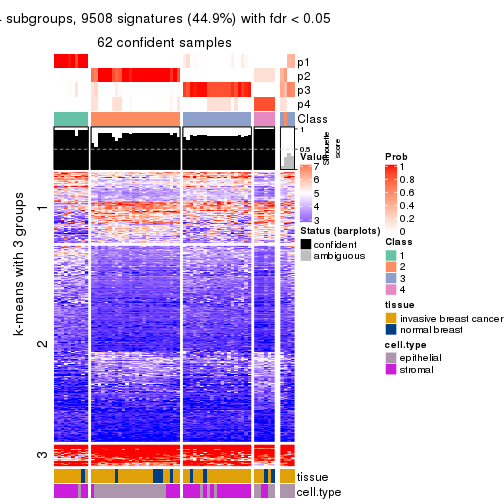 4 subgroups, 9508 signatures (44.9%) with fdr < 0.05
62 confident samples
p1
p2
p3
p4
Class
1
0.5
0
Silhouette
score
k-means with 3 groups
1
2
3
tissue
cell.type
Value
7
6
5
4
3
Status (barplots)
confident
ambiguous
Prob
1
0.8
0.6
0.4
0.2
0
Class
1
2
3
4
tissue
invasive breast cancer
normal breast
cell.type
epithelial
stromal